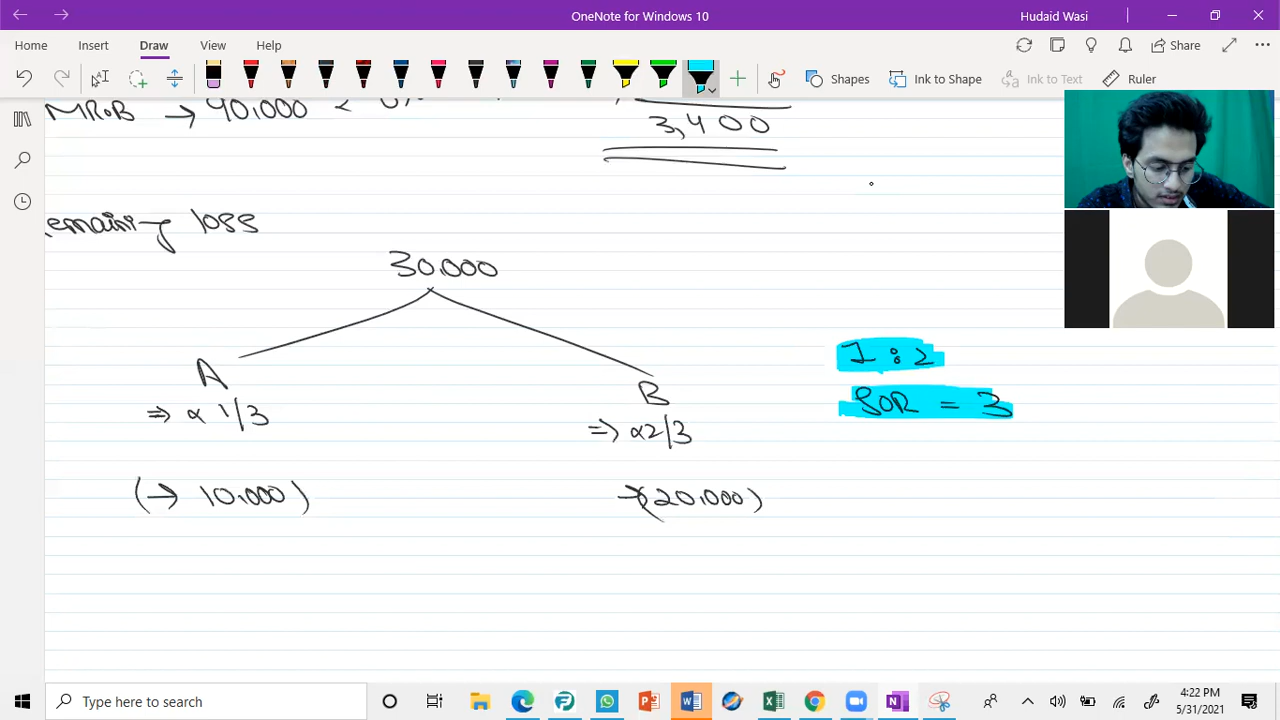 OneNote for Windows 10
Hudaid Wasi
Home Insert Draw View Help
Share
Shapes Ink to Shape Ink to Text Ruler
MR.B → 90,000
3,400
emaining loss
30,000
A
B
1 : 2
SOR = 3
⇒ 1/3
⇒ 2/3
(→ 10,000)
→(20,000)
Type here to search
4:22 PM
5/31/2021